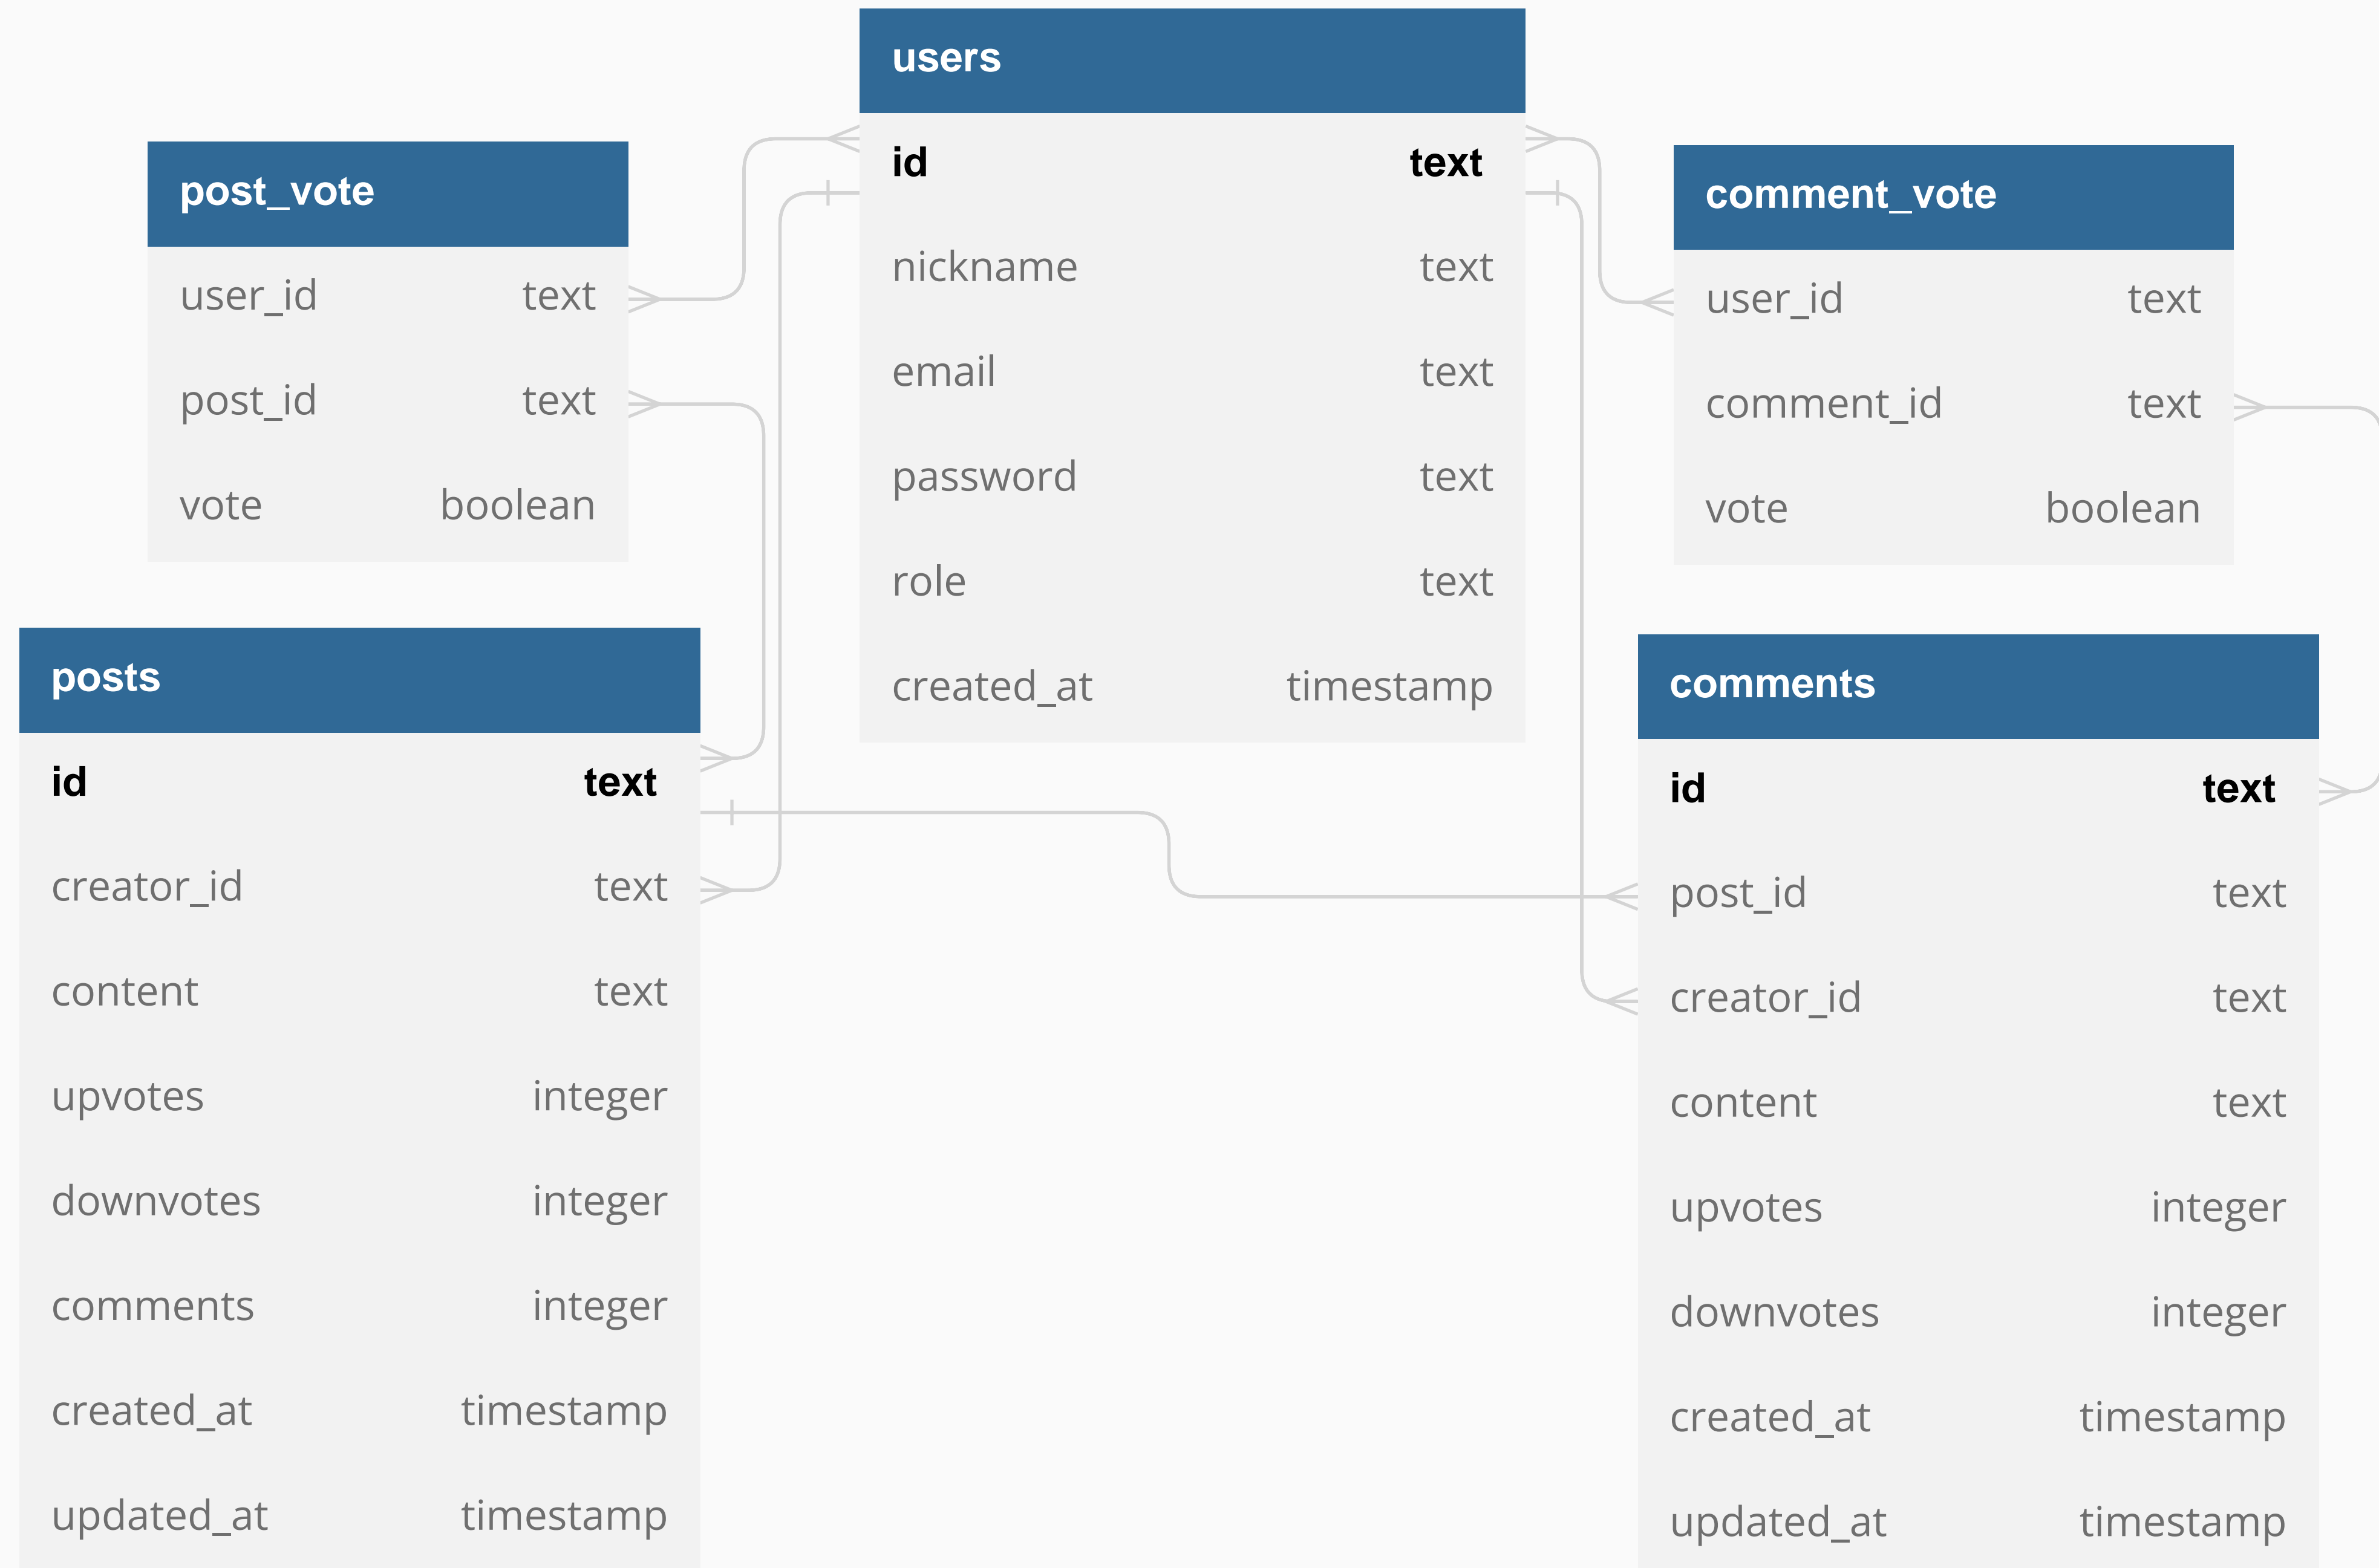 users
id text
nickname text
email text
password text
role text
created_at timestamp
post_vote
user_id text
post_id text
vote boolean
comment_vote
user_id text
comment_id text
vote boolean
posts
id text
creator_id text
content text
upvotes integer
downvotes integer
comments integer
created_at timestamp
updated_at timestamp
comments
id text
post_id text
creator_id text
content text
upvotes integer
downvotes integer
created_at timestamp
updated_at timestamp